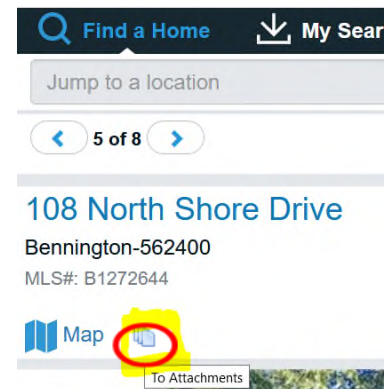 Find a Home My Sear
Jump to a location
5 of 8
108 North Shore Drive
Bennington-562400
MLS#: B1272644
Map
To Attachments